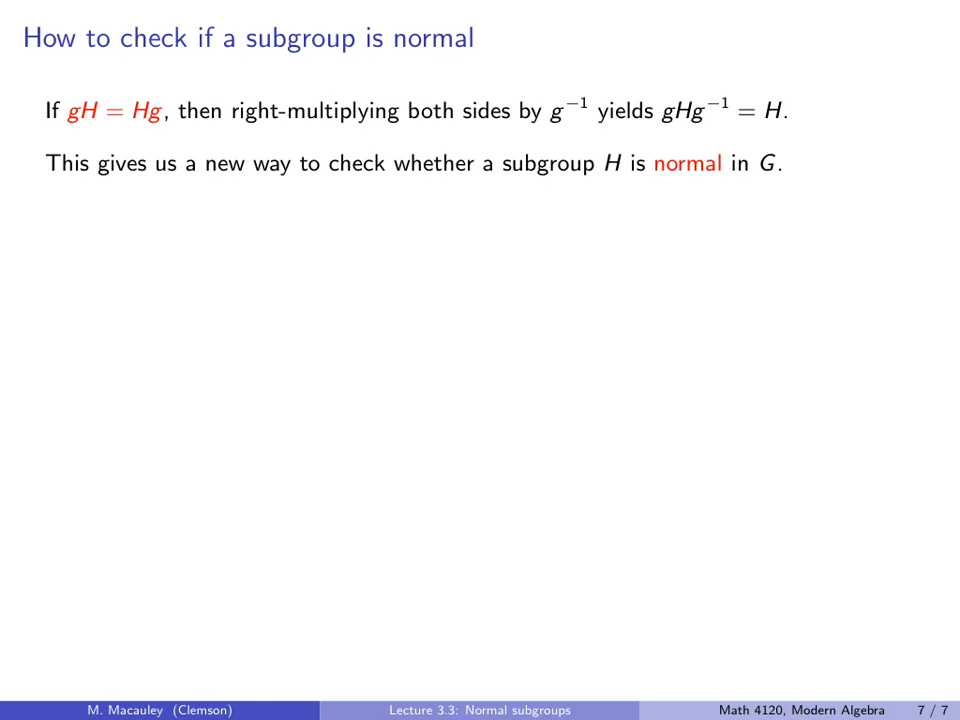 How to check if a subgroup is normal
If gH = Hg, then right-multiplying both sides by g⁻¹ yields gHg⁻¹ = H.
This gives us a new way to check whether a subgroup H is normal in G.
M. Macauley (Clemson) Lecture 3.3: Normal subgroups Math 4120, Modern Algebra 7 / 7